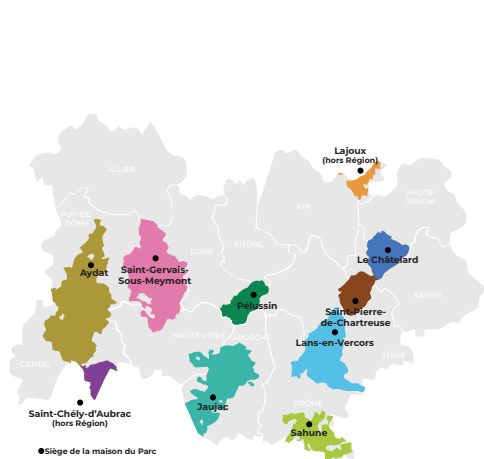 Lajoux
(hors Région)
ALLIER
HAUTE-
SAVOIE
AIN
PUY-DE-
DÔME
LOIRE
RHÔNE
Le Châtelard
Aydat
Saint-Gervais-
Sous-Meymont
SAVOIE
Pélussin
Saint-Pierre-
de-Chartreuse
HAUTE-LOIRE
ARDÈCHE
Lans-en-Vercors
ISÈRE
CANTAL
DRÔME
Jaujac
Saint-Chély-d'Aubrac
(hors Région)
Sahune
Siège de la maison du Parc